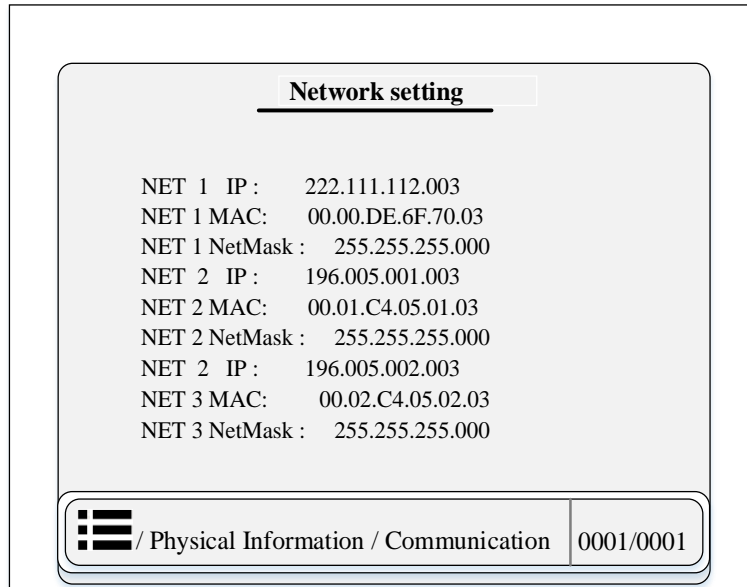 Network setting
NET 1 IP : 222.111.112.003
NET 1 MAC: 00.00.DE.6F.70.03
NET 1 NetMask : 255.255.255.000
NET 2 IP : 196.005.001.003
NET 2 MAC: 00.01.C4.05.01.03
NET 2 NetMask : 255.255.255.000
NET 2 IP : 196.005.002.003
NET 3 MAC: 00.02.C4.05.02.03
NET 3 NetMask : 255.255.255.000
/ Physical Information / Communication 0001/0001